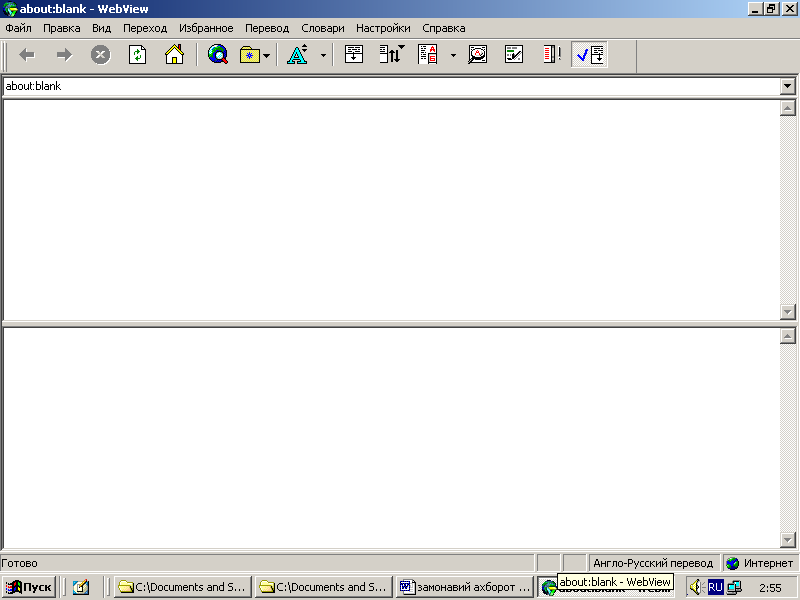 about:blank - WebView
Файл Правка Вид Переход Избранное Перевод Словари Настройки Справка
about:blank
Готово Англо-Русский перевод Интернет
Пуск C:\Documents and S... C:\Documents and S... замонавий ахборот ... about:blank - WebView RU 2:55